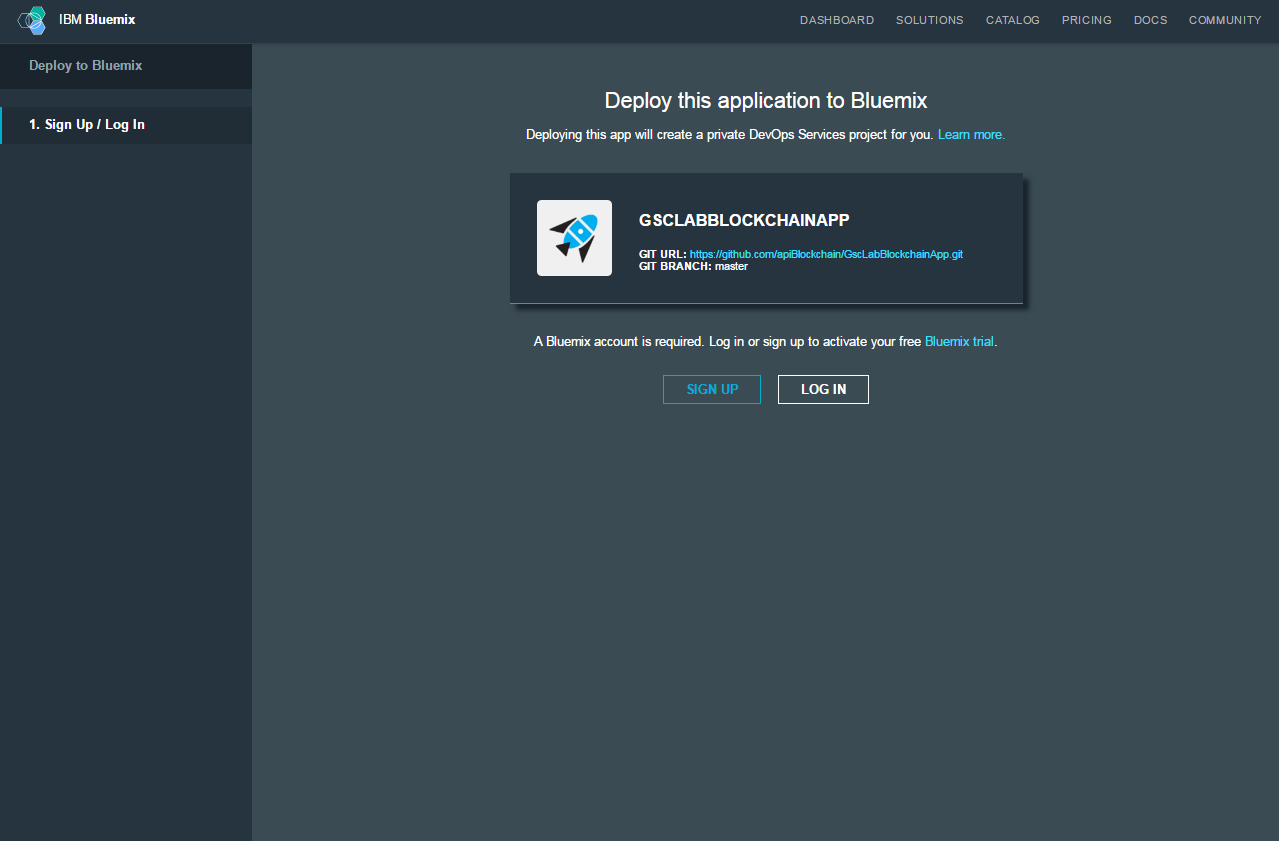 IBM Bluemix
DASHBOARD SOLUTIONS CATALOG PRICING DOCS COMMUNITY
Deploy to Bluemix
1. Sign Up / Log In
Deploy this application to Bluemix
Deploying this app will create a private DevOps Services project for you. Learn more.
GSCLABBLOCKCHAINAPP
GIT URL: https://github.com/apiBlockchain/GscLabBlockchainApp.git
GIT BRANCH: master
A Bluemix account is required. Log in or sign up to activate your free Bluemix trial.
SIGN UP LOG IN